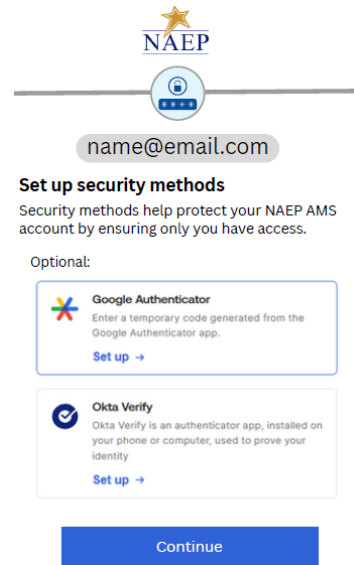 NAEP
****
name@email.com
Set up security methods
Security methods help protect your NAEP AMS
account by ensuring only you have access.
Optional:
Google Authenticator
Enter a temporary code generated from the
Google Authenticator app.
Set up →
Okta Verify
Okta Verify is an authenticator app, installed on
your phone or computer, used to prove your
identity
Set up →
Continue